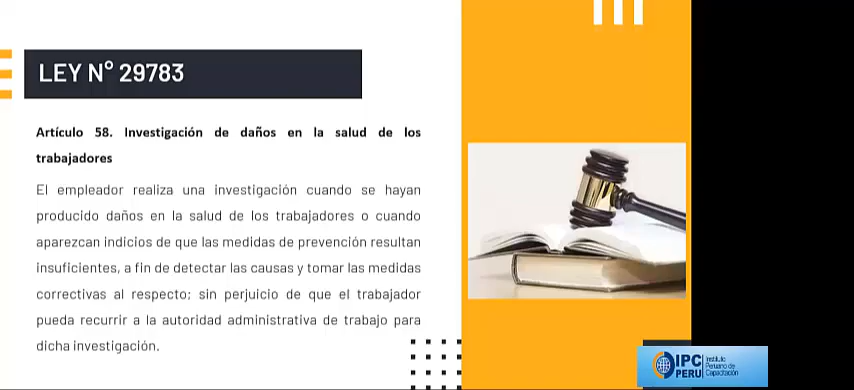 LEY N° 29783
Artículo 58. Investigación de daños en la salud de los
trabajadores
El empleador realiza una investigación cuando se hayan
producido daños en la salud de los trabajadores o cuando
aparezcan indicios de que las medidas de prevención resultan
insuficientes, a fin de detectar las causas y tomar las medidas
correctivas al respecto; sin perjuicio de que el trabajador
pueda recurrir a la autoridad administrativa de trabajo para
dicha investigación.
IPC
PERU
Instituto
Peruano de
Capacitación